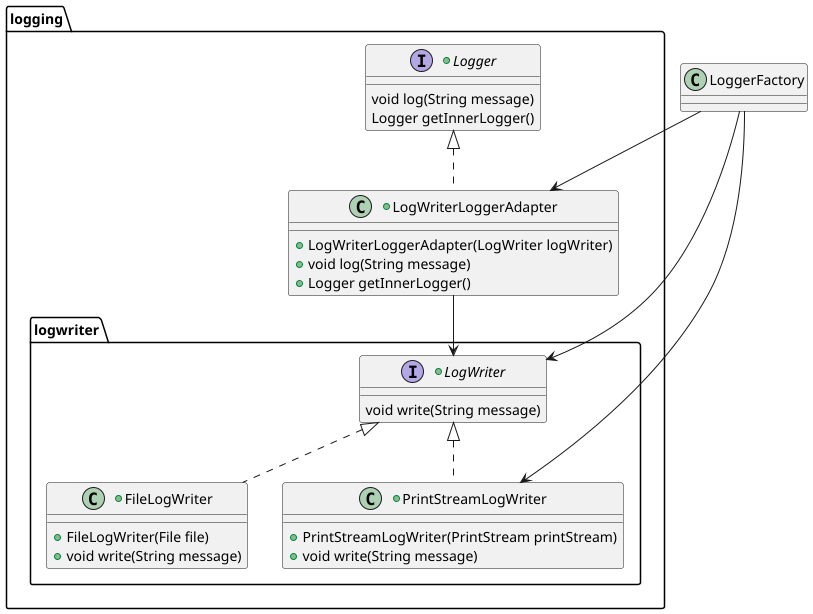 logging
I Logger
void log(String message)
Logger getInnerLogger()
C LoggerFactory
C LogWriterLoggerAdapter
LogWriterLoggerAdapter(LogWriter logWriter)
void log(String message)
Logger getInnerLogger()
logwriter
I LogWriter
void write(String message)
C FileLogWriter
FileLogWriter(File file)
void write(String message)
C PrintStreamLogWriter
PrintStreamLogWriter(PrintStream printStream)
void write(String message)